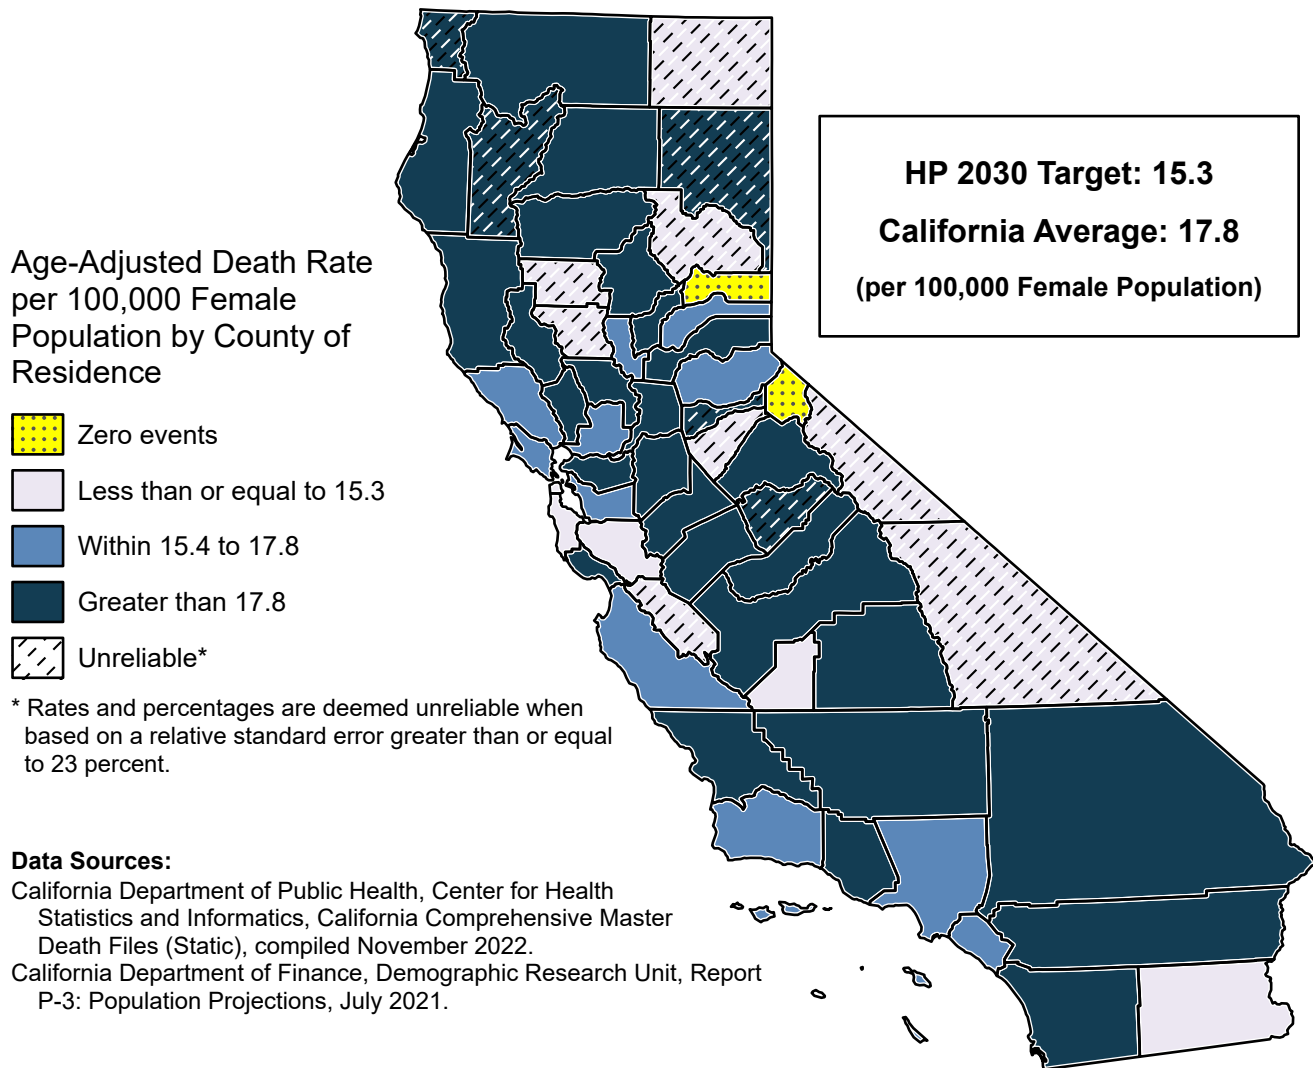 HP 2030 Target: 15.3
California Average: 17.8
(per 100,000 Female Population)
Age-Adjusted Death Rate
per 100,000 Female
Population by County of
Residence
Zero events
Less than or equal to 15.3
Within 15.4 to 17.8
Greater than 17.8
Unreliable*
* Rates and percentages are deemed unreliable when
based on a relative standard error greater than or equal
to 23 percent.
Data Sources:
California Department of Public Health, Center for Health
Statistics and Informatics, California Comprehensive Master
Death Files (Static), compiled November 2022.
California Department of Finance, Demographic Research Unit, Report
P-3: Population Projections, July 2021.